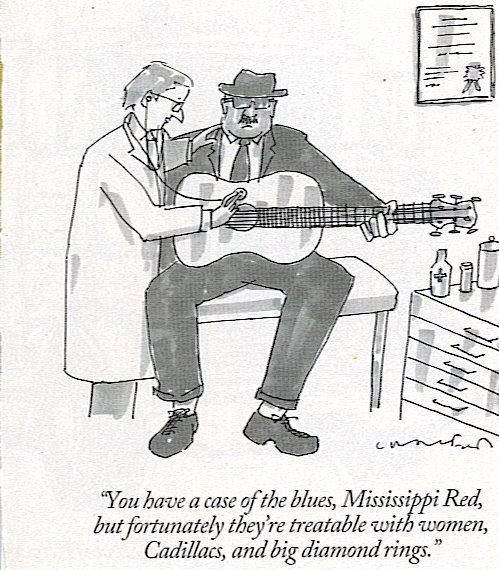 “You have a case of the blues, Mississippi Red,
but fortunately they’re treatable with women,
Cadillacs, and big diamond rings.”